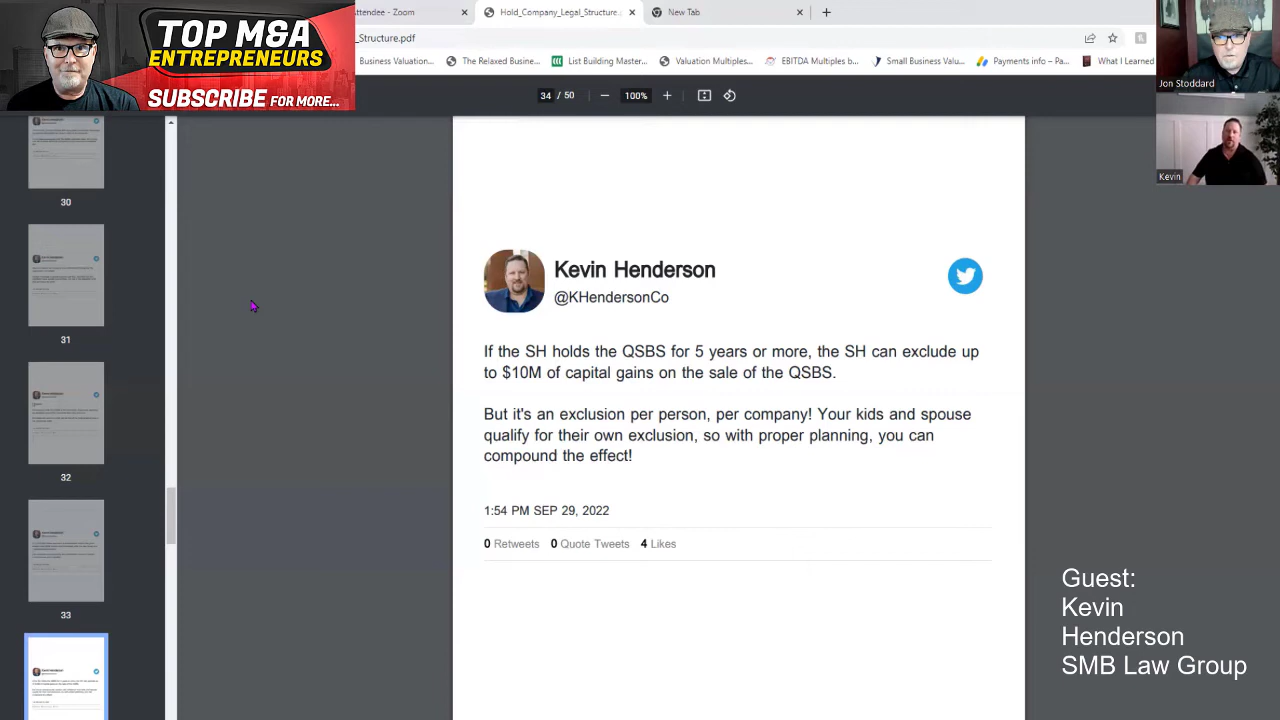 TOP M&A
ENTREPRENEURS
SUBSCRIBE FOR MORE...
ttendee - Zoom
Hold_Company_Legal_Structure...
New Tab
_Structure.pdf
Business Valuation...
The Relaxed Busine...
List Building Master...
Valuation Multiples...
EBITDA Multiples b...
Small Business Valu...
Payments info – Pa...
What I Learned
34 / 50
100%
Jon Stoddard
Kevin
30
31
32
33
Kevin Henderson
@KHendersonCo
If the SH holds the QSBS for 5 years or more, the SH can exclude up
to $10M of capital gains on the sale of the QSBS.
But it's an exclusion per person, per company! Your kids and spouse
qualify for their own exclusion, so with proper planning, you can
compound the effect!
1:54 PM SEP 29, 2022
0 Retweets 0 Quote Tweets 4 Likes
Guest:
Kevin
Henderson
SMB Law Group